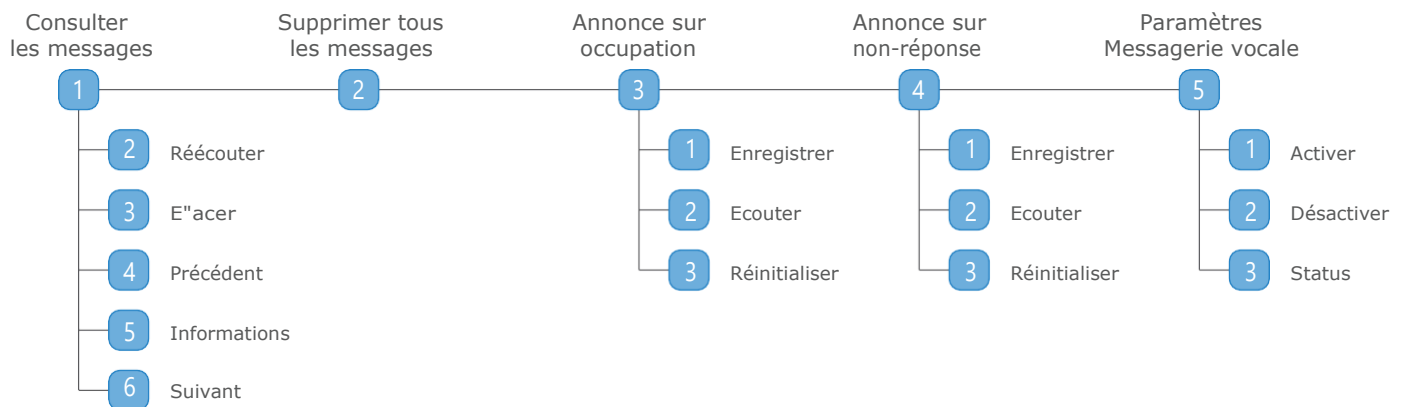 Consulter
les messages
Supprimer tous
les messages
Annonce sur
occupation
Annonce sur
non-réponse
Paramètres
Messagerie vocale
1
2
3
4
5
2 Réécouter
3 E"acer
4 Précédent
5 Informations
6 Suivant
1 Enregistrer
2 Ecouter
3 Réinitialiser
1 Enregistrer
2 Ecouter
3 Réinitialiser
1 Activer
2 Désactiver
3 Status